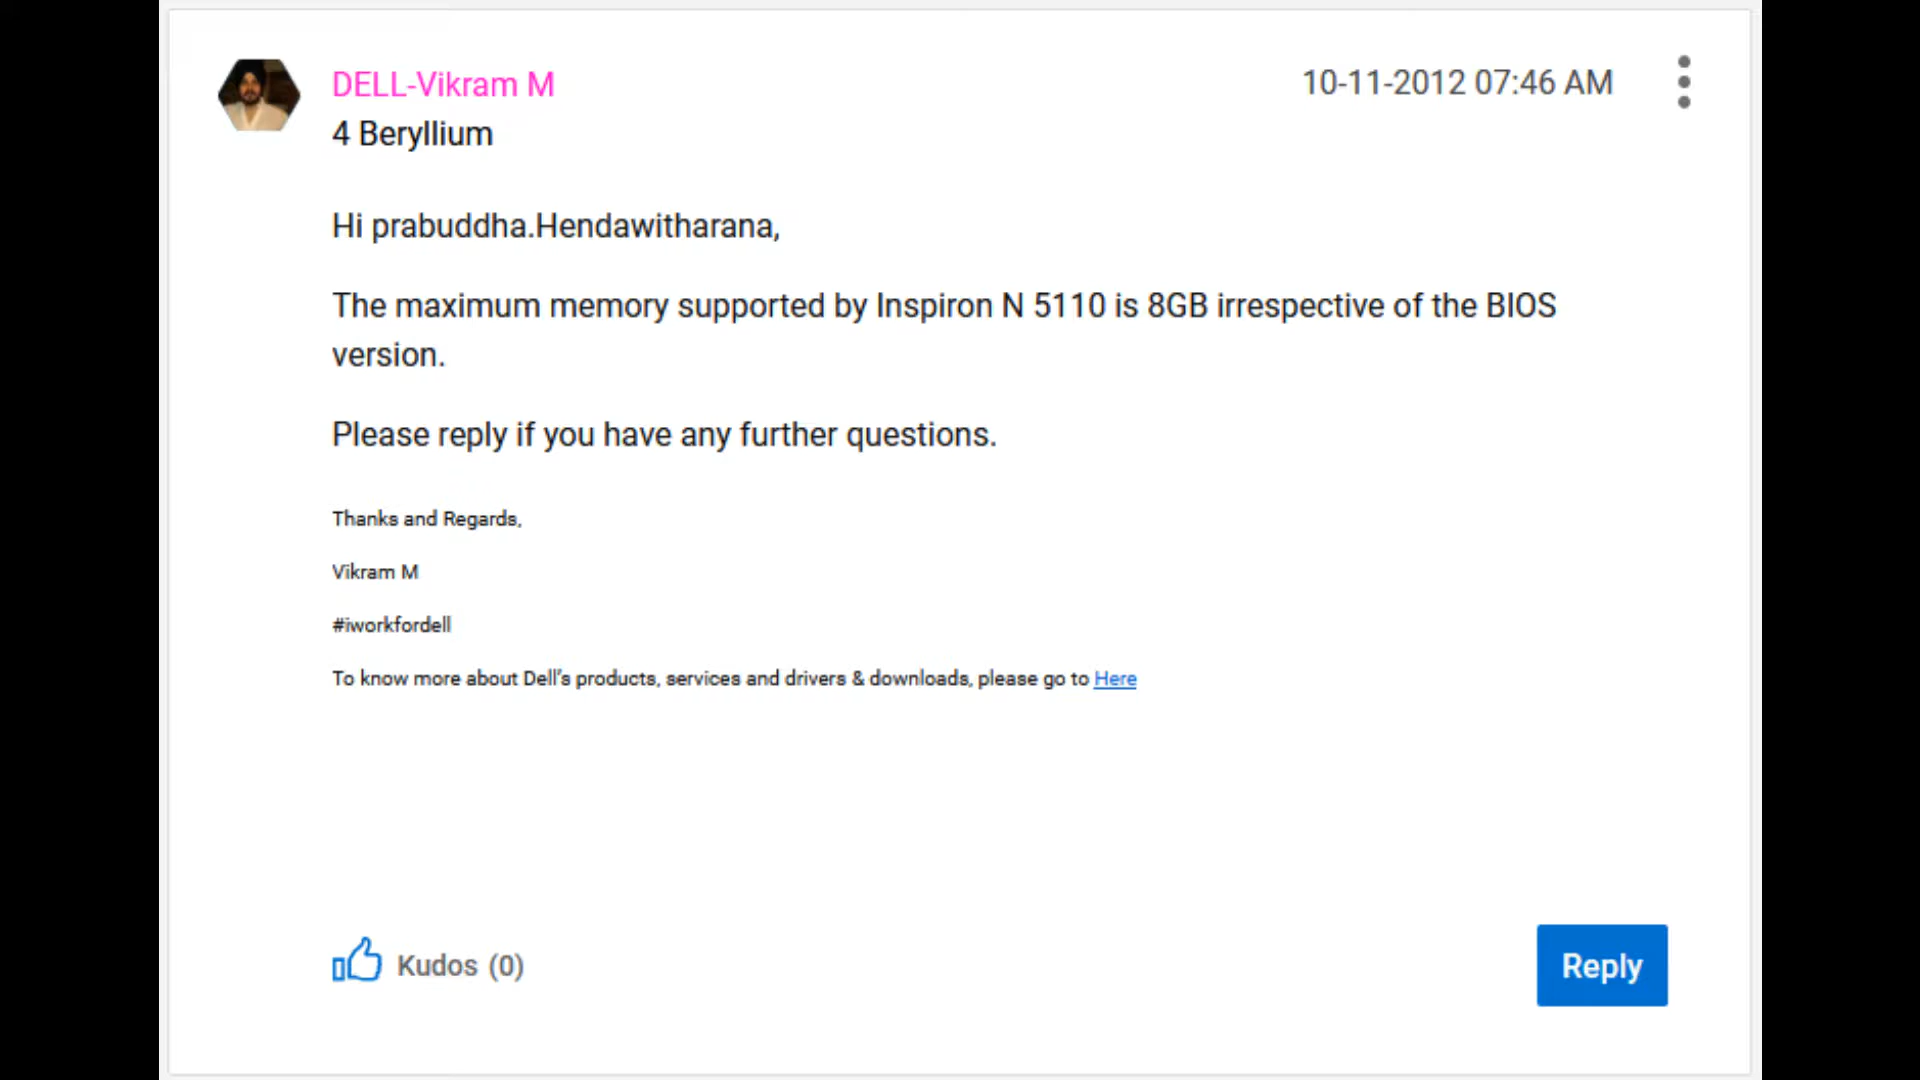 DELL-Vikram M
10-11-2012 07:46 AM
4 Beryllium
Hi prabuddha.Hendawitharana,
The maximum memory supported by Inspiron N 5110 is 8GB irrespective of the BIOS
version.
Please reply if you have any further questions.
Thanks and Regards,
Vikram M
#iworkfordell
To know more about Dell's products, services and drivers & downloads, please go to Here
Kudos (0)
Reply